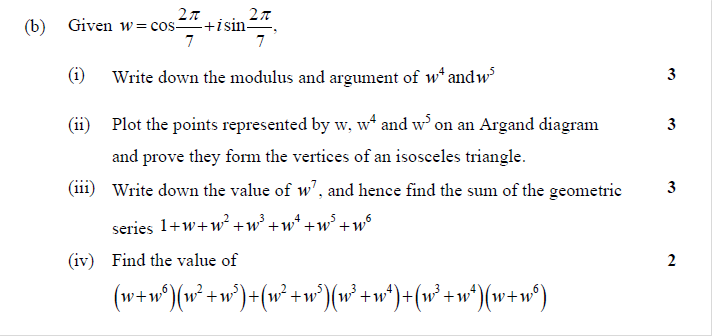 (b) Given w = cos 2π/7 + i sin 2π/7,
(i) Write down the modulus and argument of w⁴ and w⁵ 3
(ii) Plot the points represented by w, w⁴ and w⁵ on an Argand diagram 3
and prove they form the vertices of an isosceles triangle.
(iii) Write down the value of w⁷, and hence find the sum of the geometric 3
series 1+w+w²+w³+w⁴+w⁵+w⁶
(iv) Find the value of 2
(w+w⁶)(w²+w⁵)+(w²+w⁵)(w³+w⁴)+(w³+w⁴)(w+w⁶)